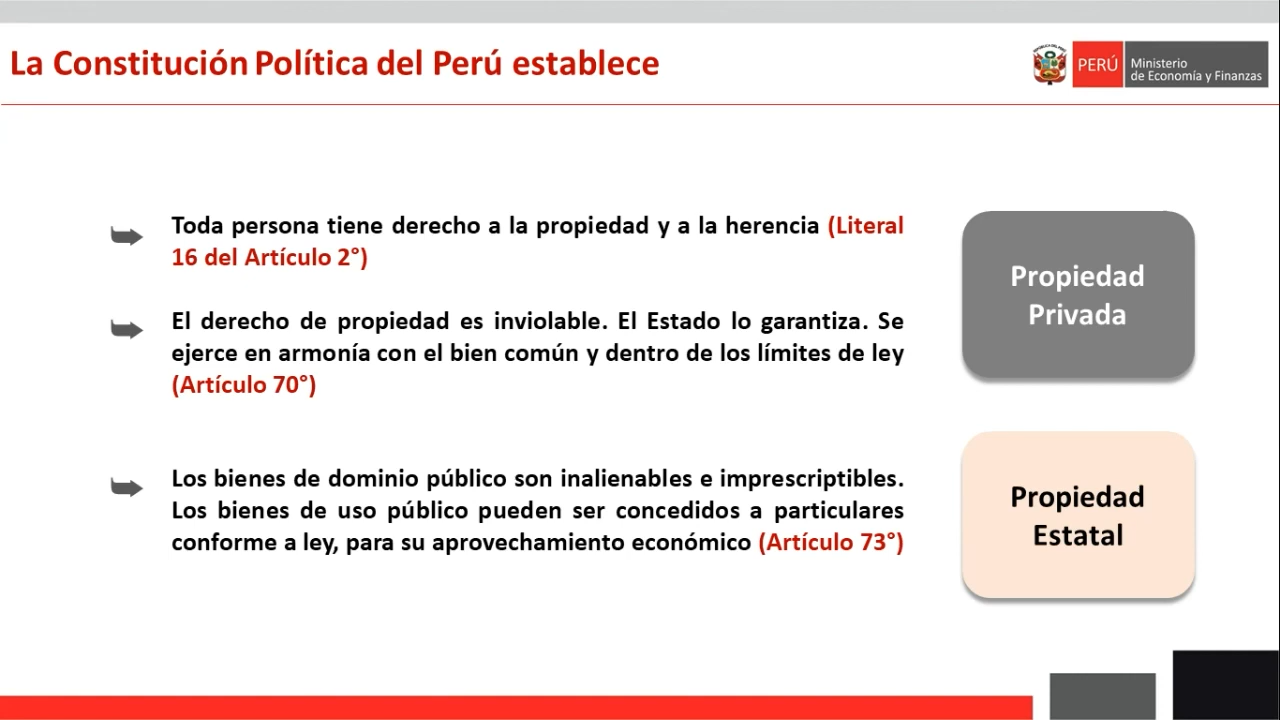 La Constitución Política del Perú establece
REPÚBLICA DEL PERÚ
PERÚ
Ministerio
de Economía y Finanzas
Toda persona tiene derecho a la propiedad y a la herencia (Literal
16 del Artículo 2°)
El derecho de propiedad es inviolable. El Estado lo garantiza. Se
ejerce en armonía con el bien común y dentro de los límites de ley
(Artículo 70°)
Propiedad
Privada
Los bienes de dominio público son inalienables e imprescriptibles.
Los bienes de uso público pueden ser concedidos a particulares
conforme a ley, para su aprovechamiento económico (Artículo 73°)
Propiedad
Estatal